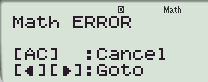 D Math
Math ERROR
[AC] :Cancel
[◀][▶]:Goto